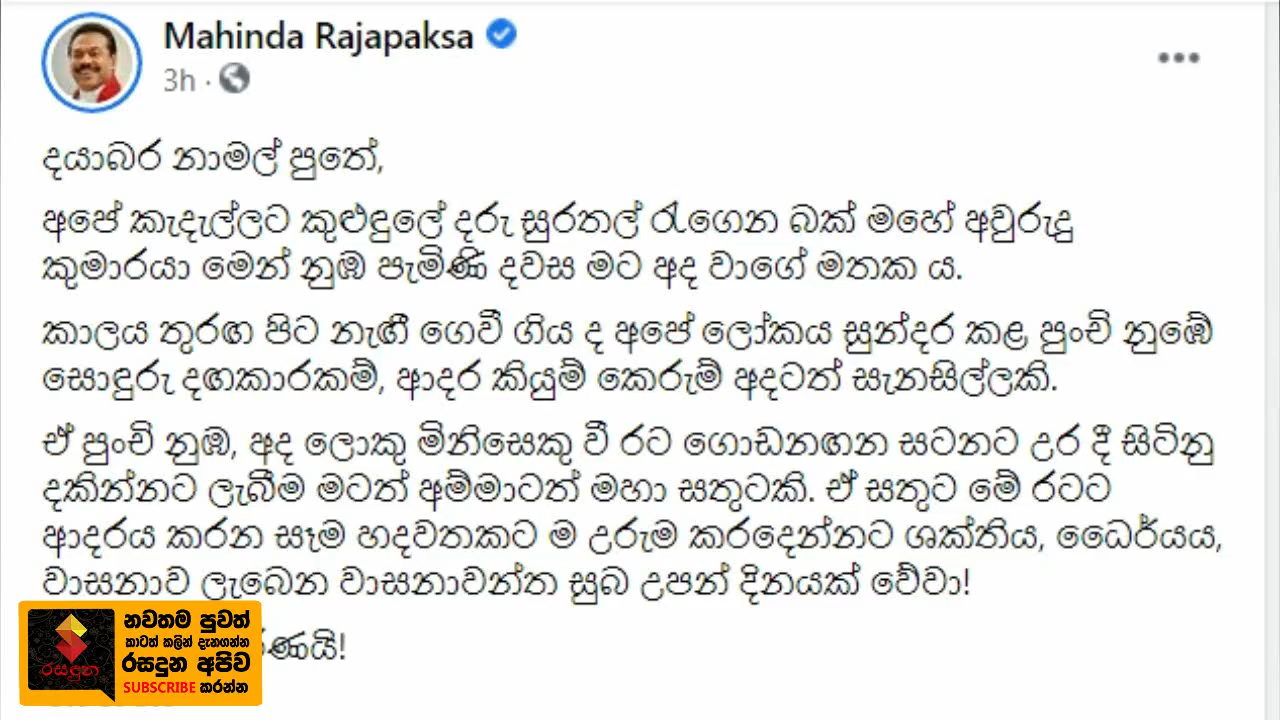 Mahinda Rajapaksa
3h ·
දයාබර නාමල් පුතේ,
අපේ කැදැල්ලට කුළුඳුලේ දරු සුරතල් රැගෙන බක් මහේ අවුරුදු
කුමාරයා මෙන් නුඹ පැමිණි දවස මට අද වාගේ මතක ය.
කාලය තුරඟ පිට නැඟී ගෙවී ගිය ද අපේ ලෝකය සුන්දර කළ පුංචි නුඹේ
සොඳුරු දඟකාරකම්, ආදර කියුම් කෙරුම් අදටත් සැනසිල්ලකි.
ඒ පුංචි නුඹ, අද ලොකු මිනිසෙකු වී රට ගොඩනඟන සටනට උර දී සිටිනු
දකින්නට ලැබීම මටත් අම්මාටත් මහා සතුටකි. ඒ සතුට මේ රටට
ආදරය කරන සෑම හදවතකට ම උරුම කරදෙන්නට ශක්තිය, ධෛර්යය,
වාසනාව ලැබෙන වාසනාවන්ත සුබ උපන් දිනයක් වේවා!
නවතම පුවත්
කාටත් කලින් දැනගන්න
රසදුන අපිව
SUBSCRIBE කරන්න
රසදුන